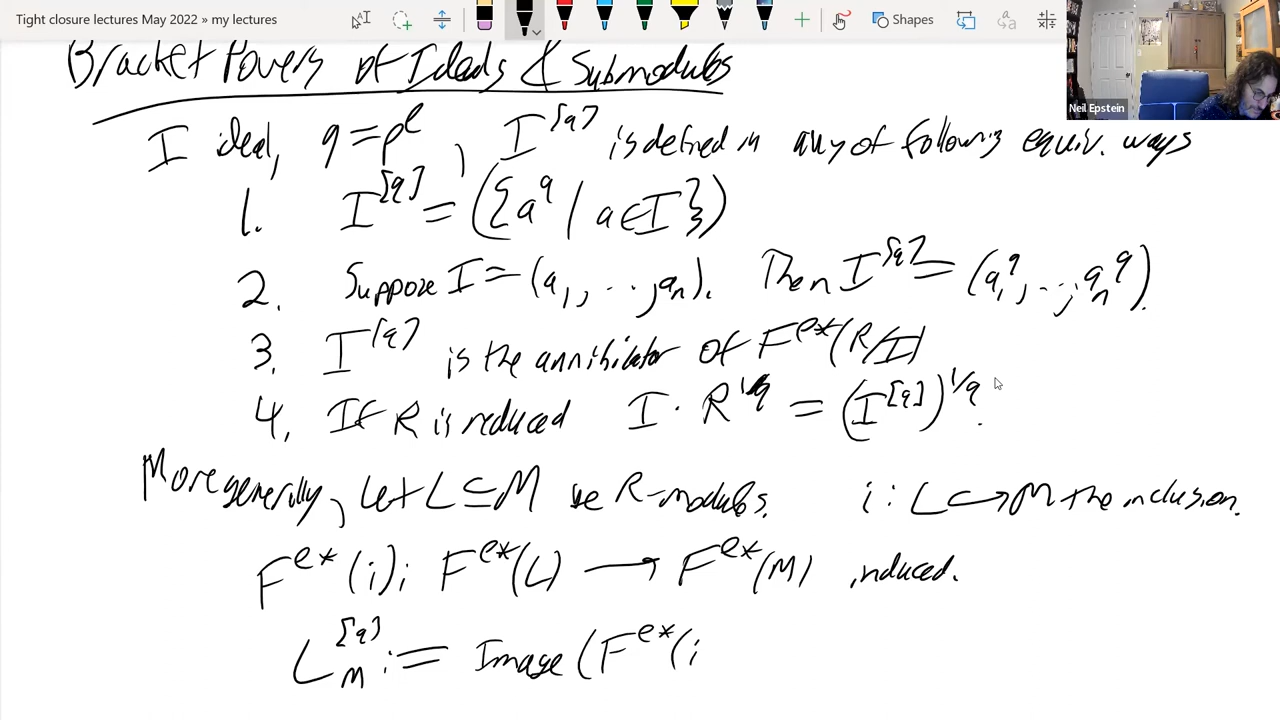 Tight closure lectures May 2022 » my lectures
Shapes
Neil Epstein
Bracket Powers of Ideals & Submodules
I ideal, q = p^e, I^[q] is defined in any of following equiv. ways
1. I^[q] = ({a^q | a ∈ I})
2. Suppose I = (a_1, ..., a_n). Then I^[q] = (a_1^q, ..., a_n^q).
3. I^[q] is the annihilator of F^e*(R/I)
4. If R is reduced I · R^1/q = (I^[q])^1/q.
More generally, let L ⊆ M be R-modules. i : L ↪ M the inclusion.
F^e*(i): F^e*(L) → F^e*(M) induced.
L_M^[q] := Image (F^e*(i